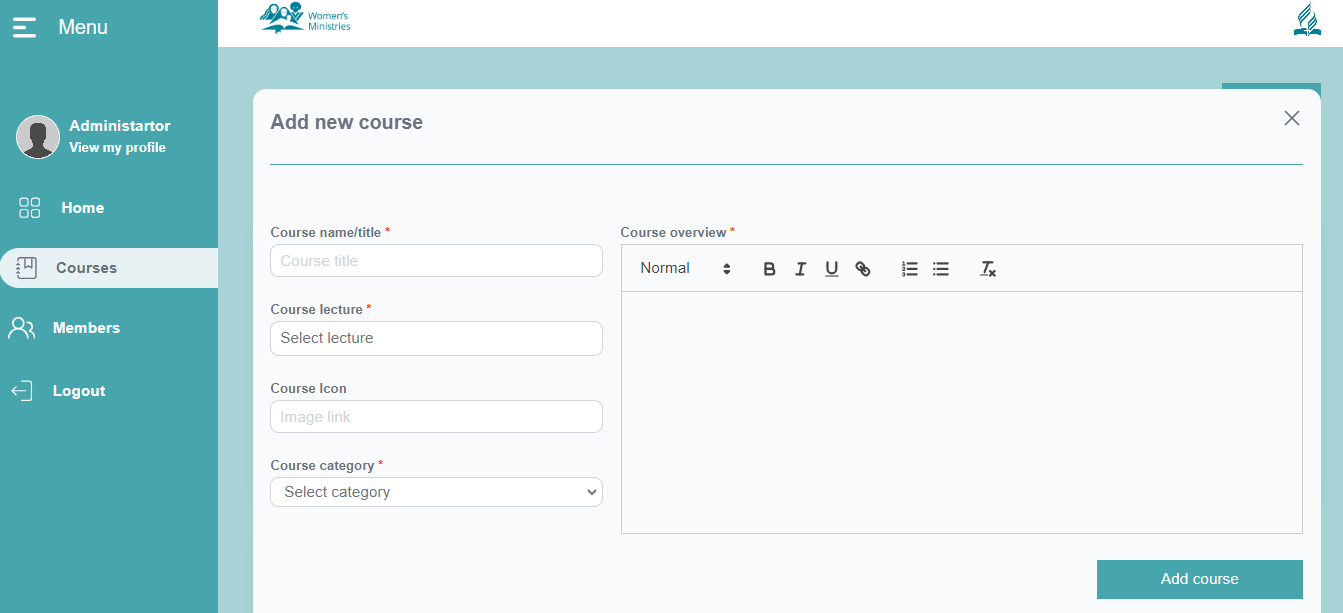 Menu
Women's
Ministries
Administartor
View my profile
Home
Courses
Members
Logout
Add new course
Course name/title *
Course title
Course lecture *
Select lecture
Course Icon
Image link
Course category *
Select category
Course overview *
Normal
Add course